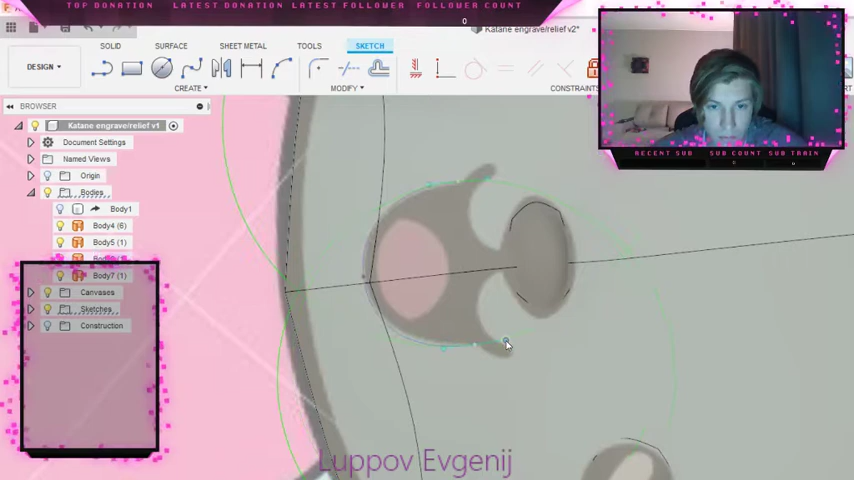 TOP DONATION LATEST DONATION LATEST FOLLOWER FOLLOWER COUNT
0
Katane engrave/relief v2*
SOLID SURFACE SHEET METAL TOOLS SKETCH
DESIGN
CREATE MODIFY CONSTRAINTS
BROWSER
Katane engrave/relief v1
Document Settings
Named Views
Origin
Bodies
Body1
Body4 (6)
Body5 (1)
Body7 (1)
Canvases
Sketches
Construction
RECENT SUB SUB COUNT SUB TRAIN
0
Luppov Evgenij